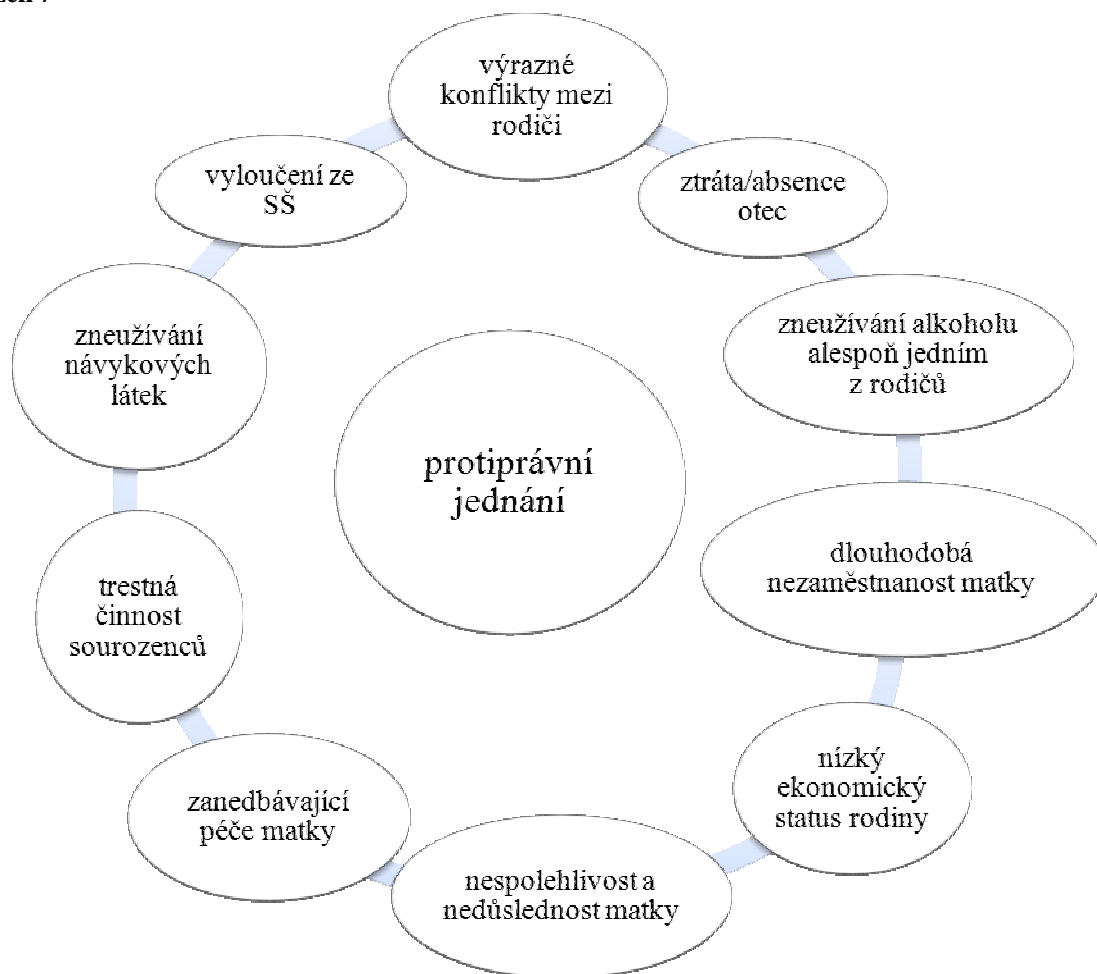 výrazné
konflikty mezi
rodiči
ztráta/absence
otec
zneužívání alkoholu
alespoň jedním
z rodičů
dlouhodobá
nezaměstnanost matky
nízký
ekonomický
status rodiny
nespolehlivost a
nedůslednost matky
zanedbávající
péče matky
trestná
činnost
sourozenců
zneužívání
návykových
látek
vyloučení ze
SŠ
protiprávní
jednání